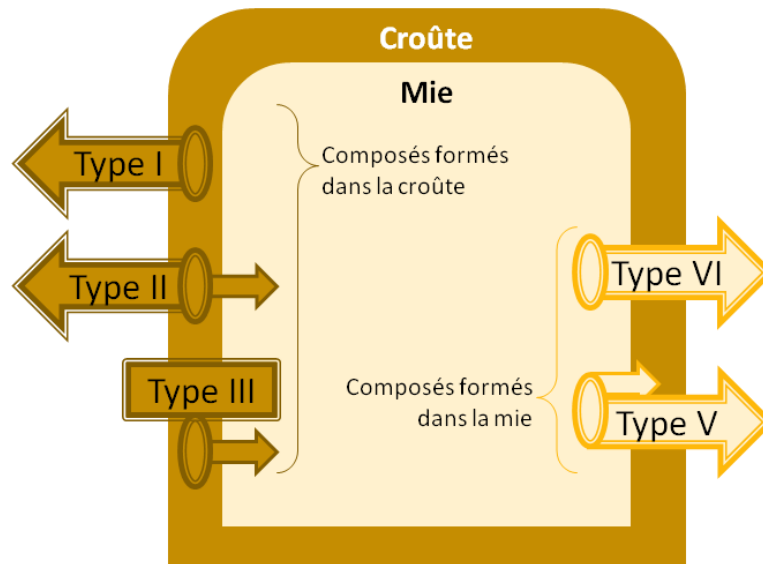 Croûte
Mie
Type I
Composés formés
dans la croûte
Type II
Type VI
Type III
Composés formés
dans la mie
Type V